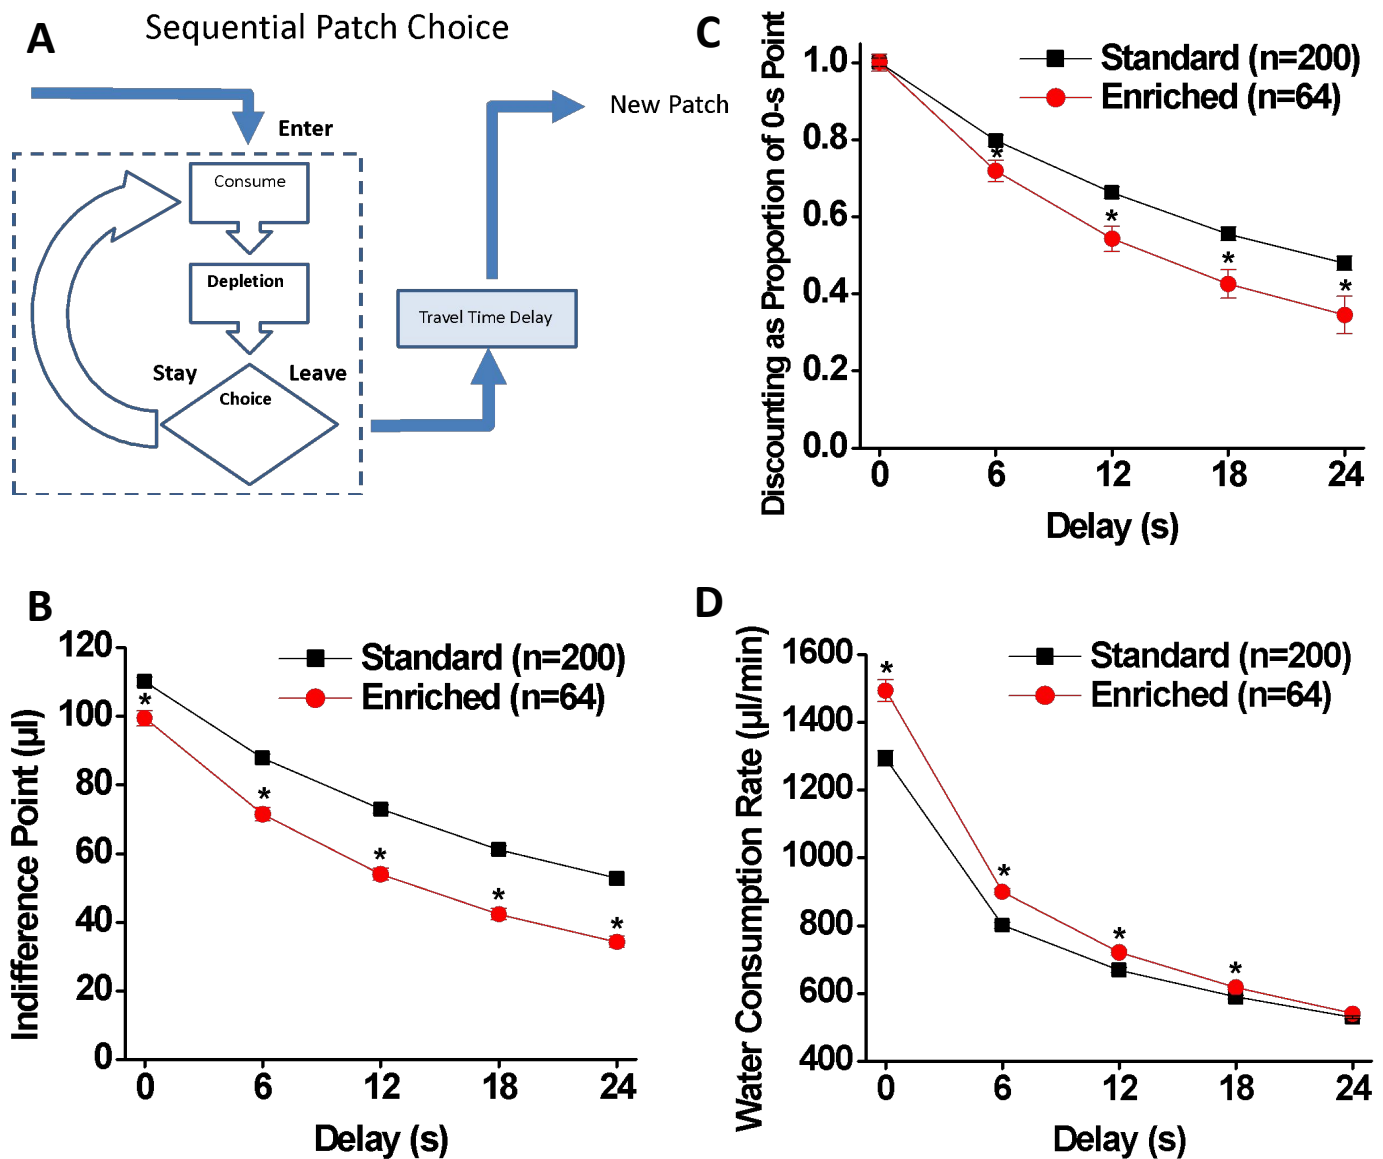 A
Sequential Patch Choice
Enter
New Patch
Consume
Depletion
Travel Time Delay
Stay
Leave
Choice
C
Discounting as Proportion of 0-s Point
Standard (n=200)
Enriched (n=64)
1.0
0.8
0.6
0.4
0.2
0.0
*
*
*
*
0 6 12 18 24
Delay (s)
B
Indifference Point (µl)
Standard (n=200)
Enriched (n=64)
120
100
80
60
40
20
0
*
*
*
*
*
0 6 12 18 24
Delay (s)
D
Water Consumption Rate (µl/min)
Standard (n=200)
Enriched (n=64)
1600
1400
1200
1000
800
600
400
*
*
*
*
0 6 12 18 24
Delay (s)